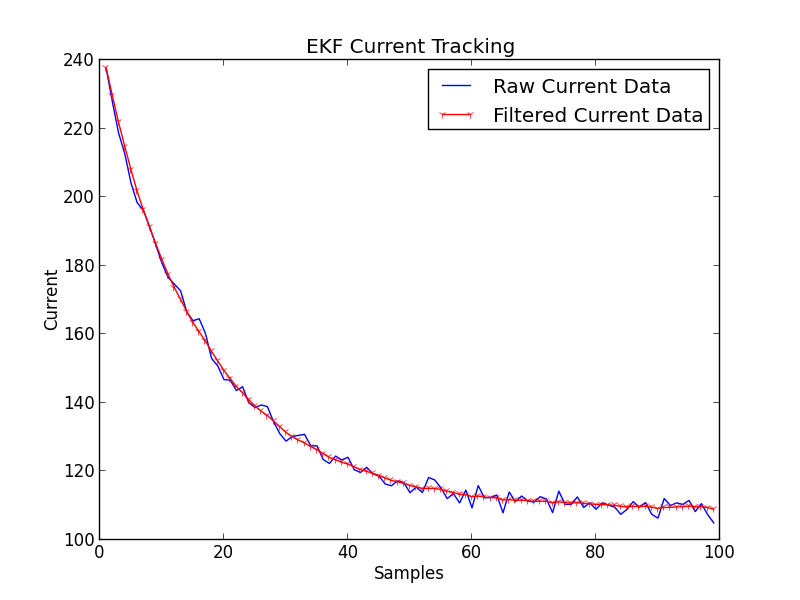 EKF Current Tracking
240
220
200
180
160
140
120
100
Current
Raw Current Data
Filtered Current Data
0 20 40 60 80 100
Samples